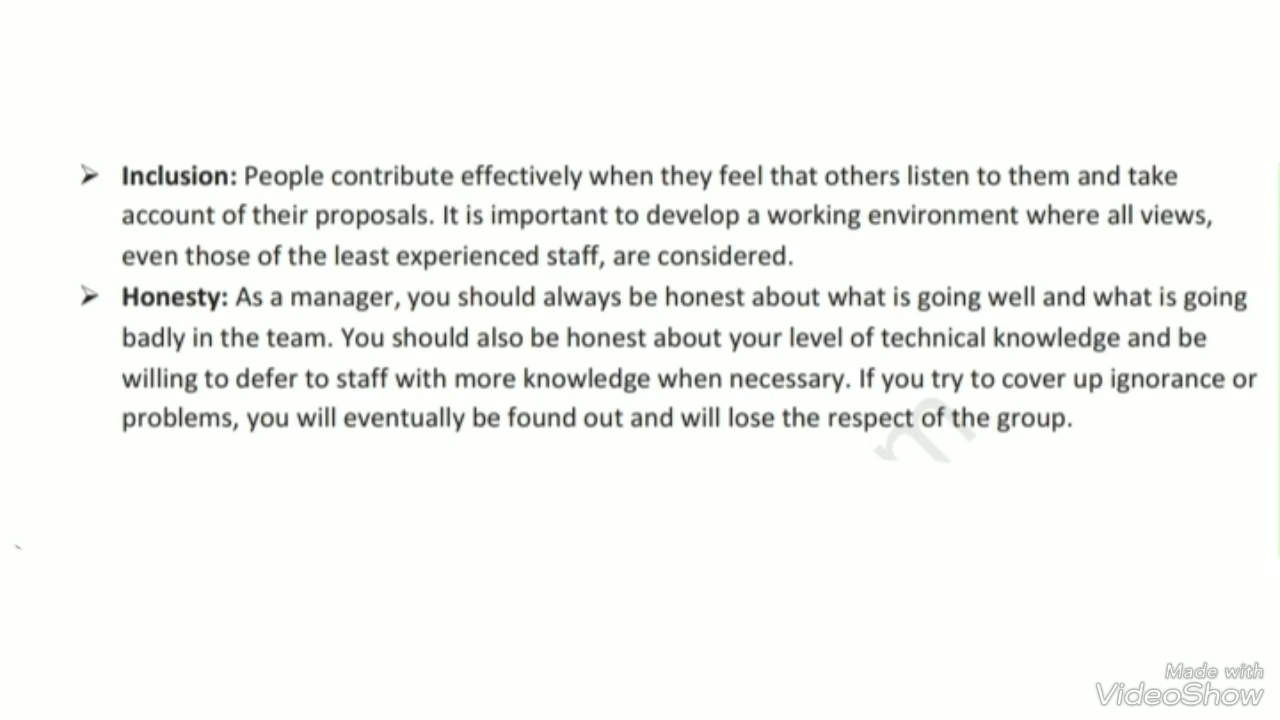 ➢ Inclusion: People contribute effectively when they feel that others listen to them and take
account of their proposals. It is important to develop a working environment where all views,
even those of the least experienced staff, are considered.
➢ Honesty: As a manager, you should always be honest about what is going well and what is going
badly in the team. You should also be honest about your level of technical knowledge and be
willing to defer to staff with more knowledge when necessary. If you try to cover up ignorance or
problems, you will eventually be found out and will lose the respect of the group.
m
Made with
VideoShow